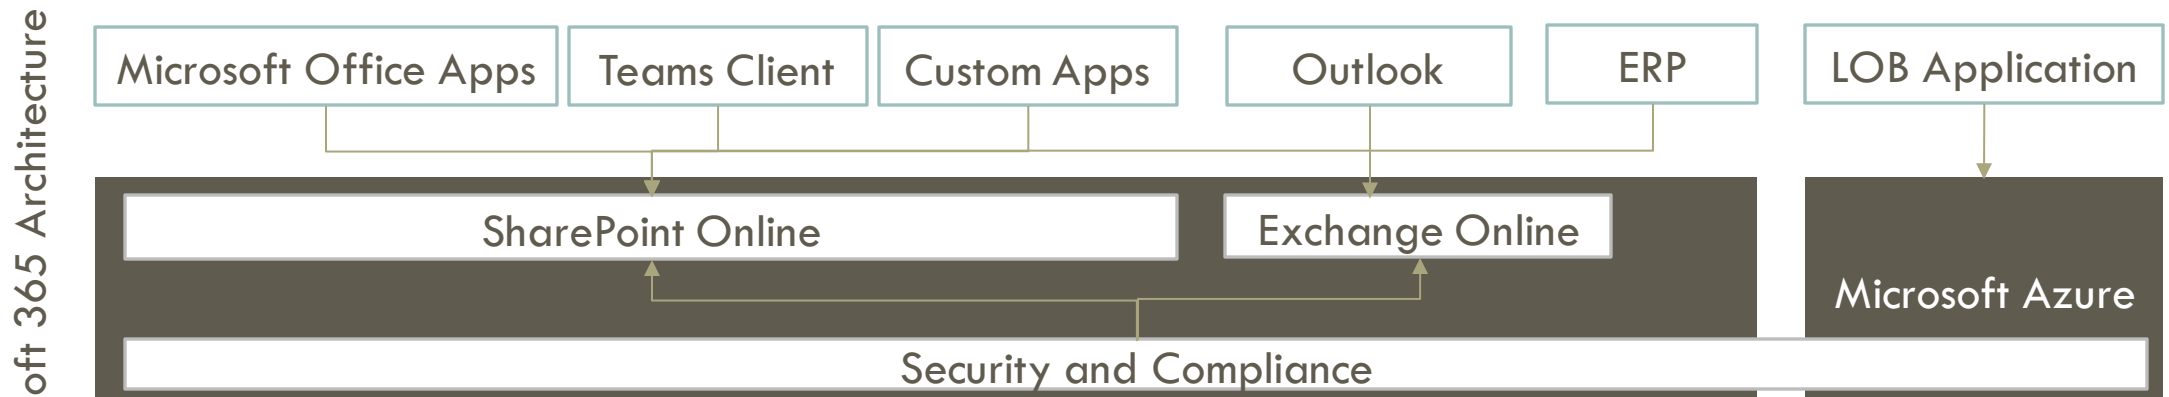 oft 365 Architecture
Microsoft Office Apps
Teams Client
Custom Apps
Outlook
ERP
LOB Application
SharePoint Online
Exchange Online
Microsoft Azure
Security and Compliance